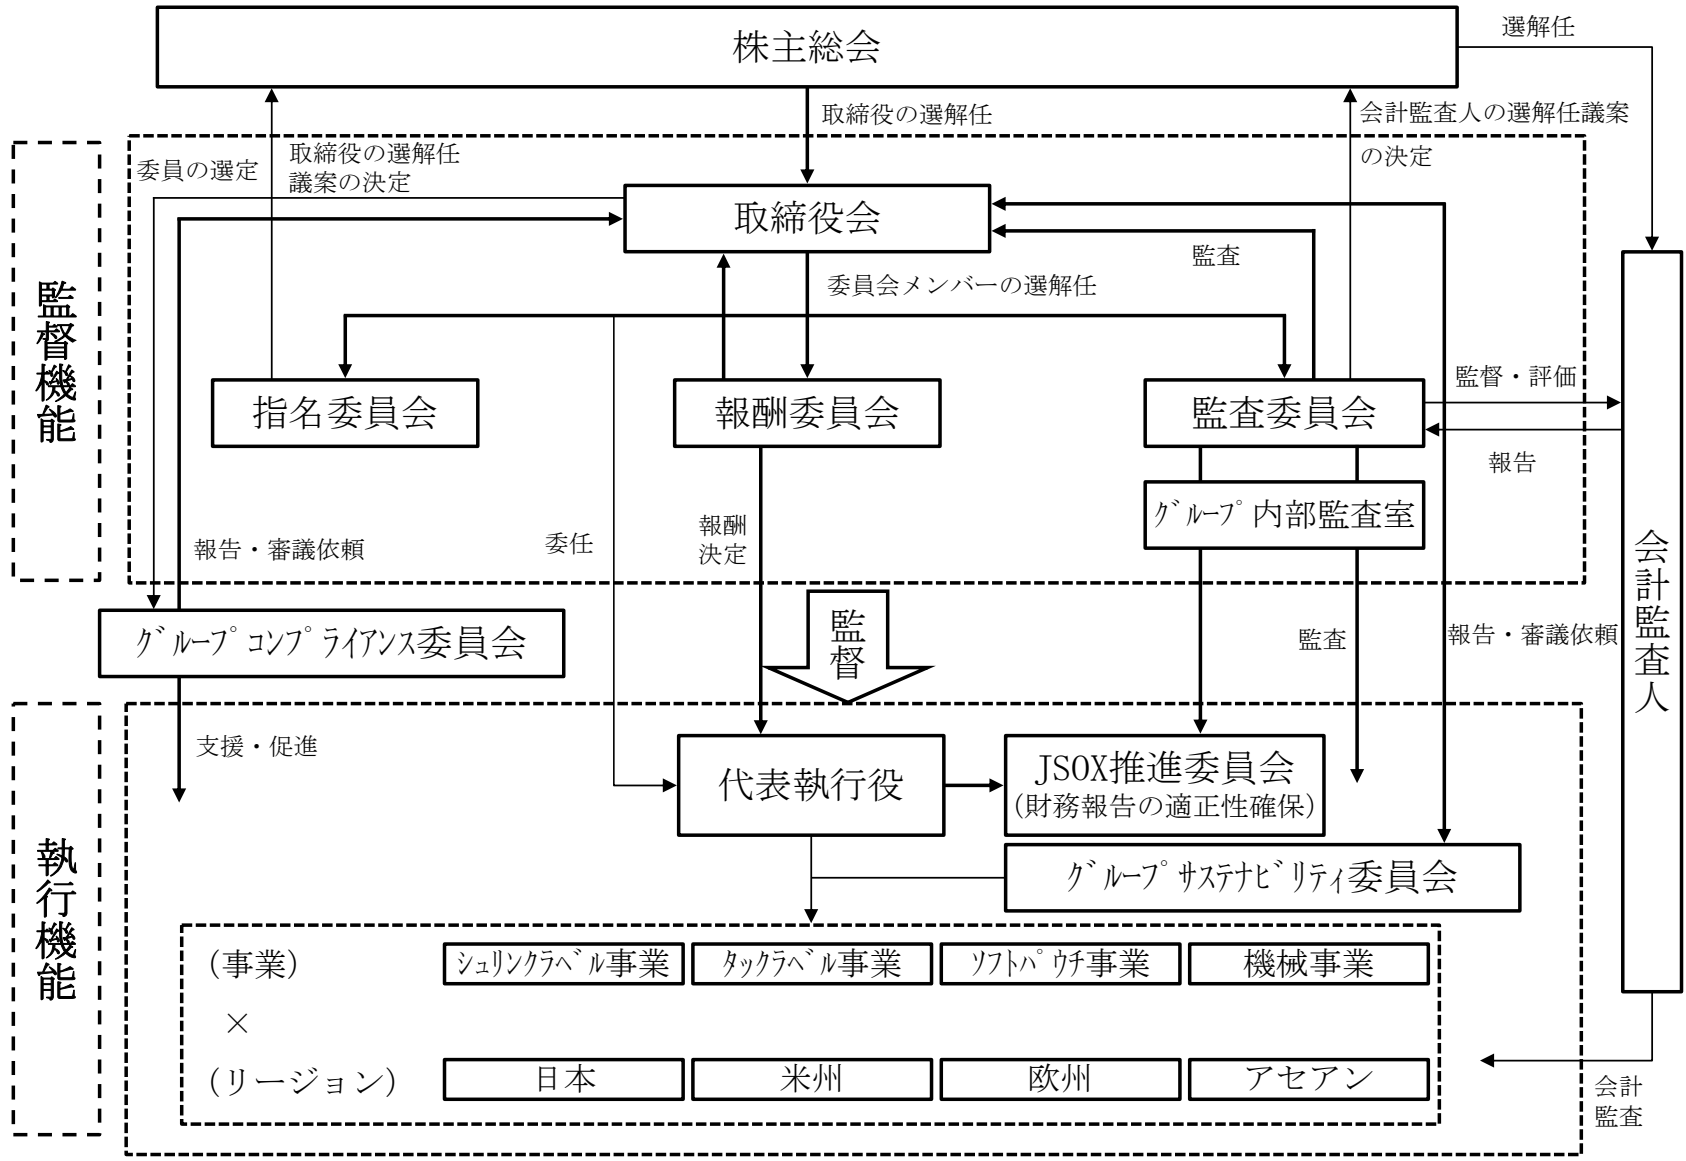 株主総会
選解任
取締役の選解任
会計監査人の選解任議案
の決定
委員の選定
取締役の選解任
議案の決定
取締役会
監査
委員会メンバーの選解任
監督機能
指名委員会
報酬委員会
監査委員会
監督・評価
報告
グループ内部監査室
報告・審議依頼
委任
報酬
決定
会計監査人
グループコンプライアンス委員会
監督
監査
報告・審議依頼
支援・促進
代表執行役
JSOX推進委員会
(財務報告の適正性確保)
執行機能
グループサステナビリティ委員会
(事業)
シュリンクラベル事業
タックラベル事業
ソフトパウチ事業
機械事業
×
(リージョン)
日本
米州
欧州
アセアン
会計
監査